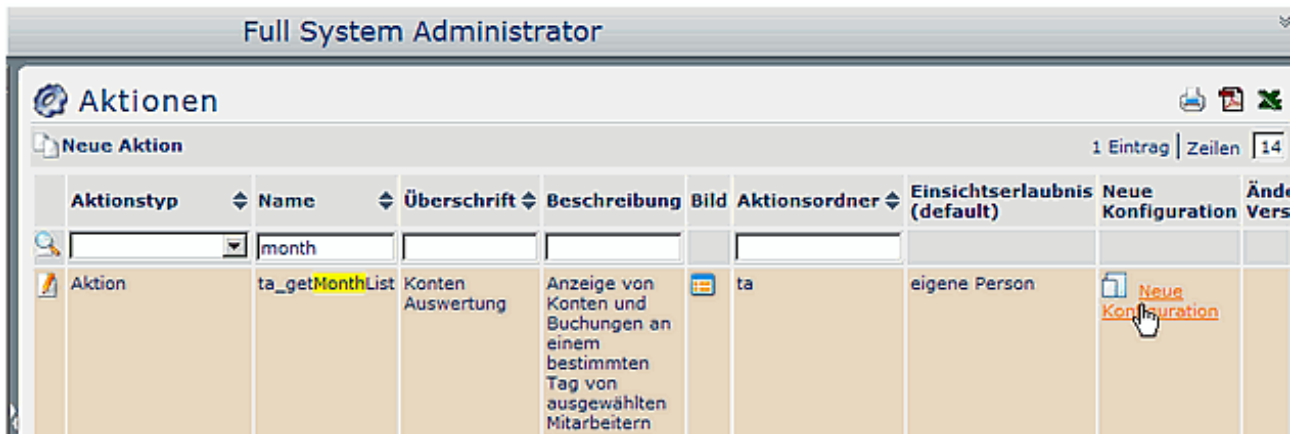 Full System Administrator
Aktionen
Neue Aktion
1 Eintrag | Zeilen 14
Aktionstyp Name Überschrift Beschreibung Bild Aktionsordner Einsichtserlaubnis (default) Neue Konfiguration Ände Vers
month
Aktion ta_getMonthList Konten Auswertung
Anzeige von
Konten und
Buchungen an
einem
bestimmten
Tag von
ausgewählten
Mitarbeitern
ta
eigene Person
Neue
Konfiguration